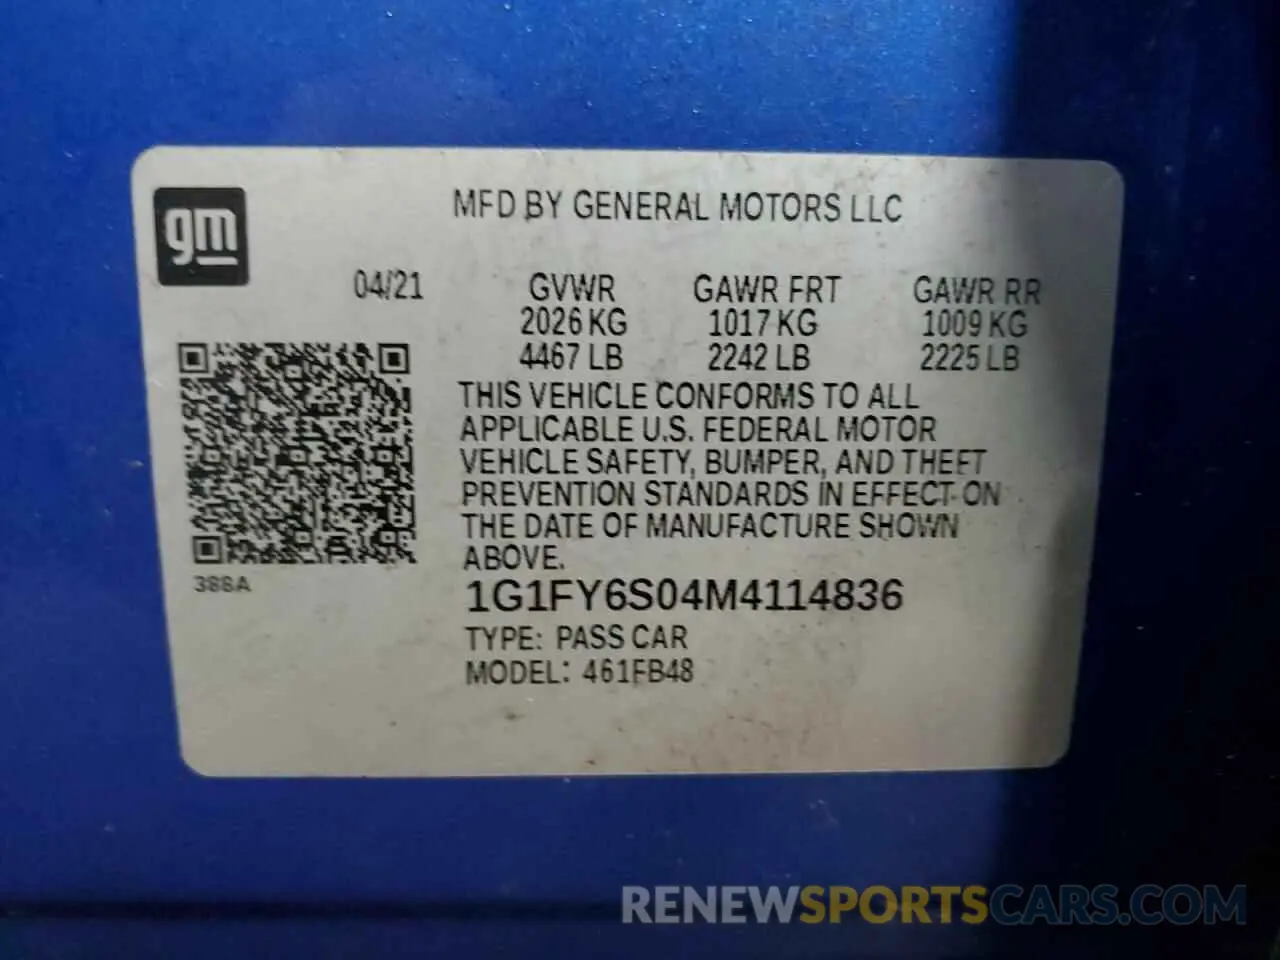 gm
MFD BY GENERAL MOTORS LLC
04/21 GVWR GAWR FRT GAWR RR
2026 KG 1017 KG 1009 KG
4467 LB 2242 LB 2225 LB
THIS VEHICLE CONFORMS TO ALL
APPLICABLE U.S. FEDERAL MOTOR
VEHICLE SAFETY, BUMPER, AND THEFT
PREVENTION STANDARDS IN EFFECT ON
THE DATE OF MANUFACTURE SHOWN
ABOVE.
388A
1G1FY6S04M4114836
TYPE: PASS CAR
MODEL: 461FB48
RENEWSPORTSCARS.COM